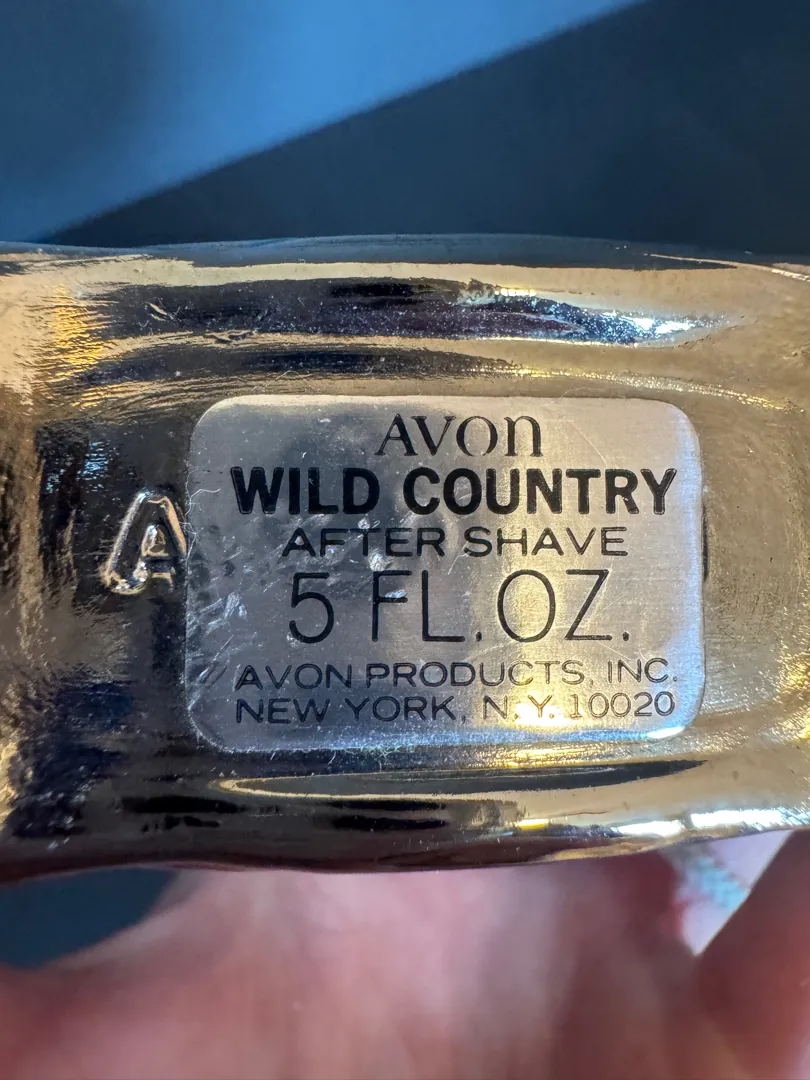 AVON
WILD COUNTRY
AFTER SHAVE
5 FL. OZ.
AVON PRODUCTS, INC.
NEW YORK, N.Y. 10020
A